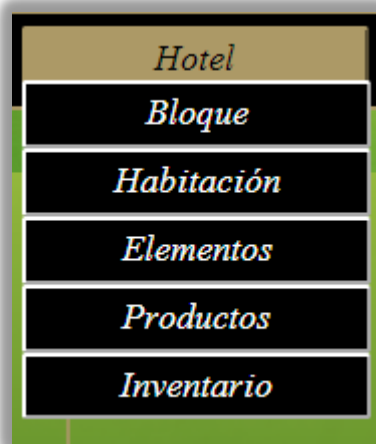 Hotel
Bloque
Habitación
Elementos
Productos
Inventario